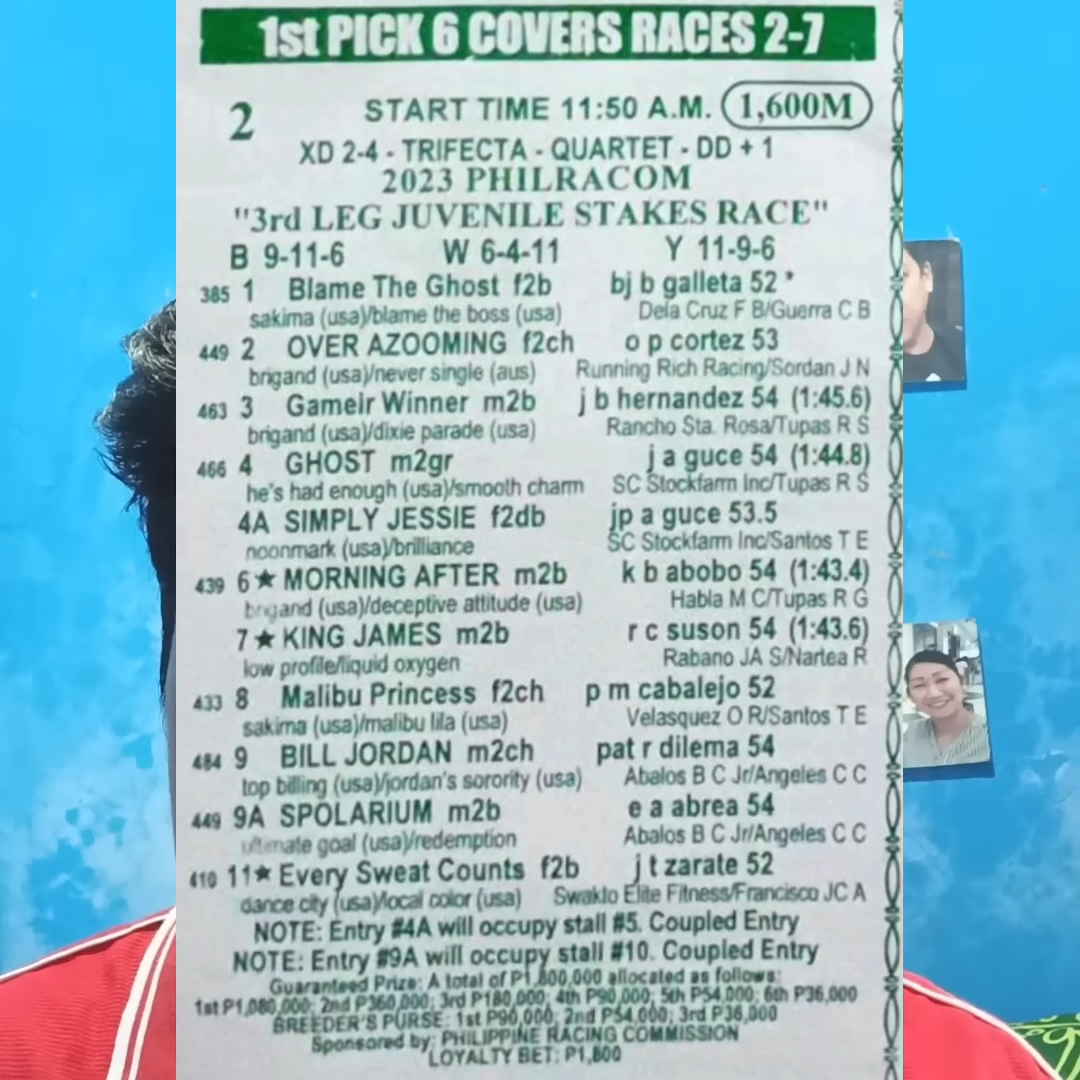 1st PICK 6 COVERS RACES 2-7
2 START TIME 11:50 A.M. 1,600M
XD 2-4 - TRIFECTA - QUARTET - DD + 1
2023 PHILRACOM
"3rd LEG JUVENILE STAKES RACE"
B 9-11-6 W 6-4-11 Y 11-9-6
385 1 Blame The Ghost f2b bj b galleta 52 *
sakima (usa)/blame the boss (usa) Dela Cruz F B/Guerra C B
449 2 OVER AZOOMING f2ch o p cortez 53
brigand (usa)/never single (aus) Running Rich Racing/Sordan J N
463 3 Gameir Winner m2b j b hernandez 54 (1:45.6)
brigand (usa)/dixie parade (usa) Rancho Sta. Rosa/Tupas R S
466 4 GHOST m2gr j a guce 54 (1:44.8)
he's had enough (usa)/smooth charm SC Stockfarm Inc/Tupas R S
4A SIMPLY JESSIE f2db jp a guce 53.5
noonmark (usa)/brilliance SC Stockfarm Inc/Santos T E
439 6★ MORNING AFTER m2b k b abobo 54 (1:43.4)
brigand (usa)/deceptive attitude (usa) Habla M C/Tupas R G
7★ KING JAMES m2b r c suson 54 (1:43.6)
low profile/liquid oxygen Rabano JA S/Nartea R
433 8 Malibu Princess f2ch p m cabalejo 52
sakima (usa)/malibu lila (usa) Velasquez O R/Santos T E
484 9 BILL JORDAN m2ch pat r dilema 54
top billing (usa)/jordan's sorority (usa) Abalos B C Jr/Angeles C C
449 9A SPOLARIUM m2b e a abrea 54
ultimate goal (usa)/redemption Abalos B C Jr/Angeles C C
410 11★ Every Sweat Counts f2b j t zarate 52
dance city (usa)/local color (usa) Swakto Elite Fitness/Francisco JC A
NOTE: Entry #4A will occupy stall #5. Coupled Entry
NOTE: Entry #9A will occupy stall #10. Coupled Entry
Guaranteed Prize: A total of P1,800,000 allocated as follows:
1st P1,080,000; 2nd P360,000; 3rd P180,000; 4th P90,000; 5th P54,000; 6th P36,000
BREEDER'S PURSE: 1st P90,000; 2nd P54,000; 3rd P36,000
Sponsored by: PHILIPPINE RACING COMMISSION
LOYALTY BET: P1,800